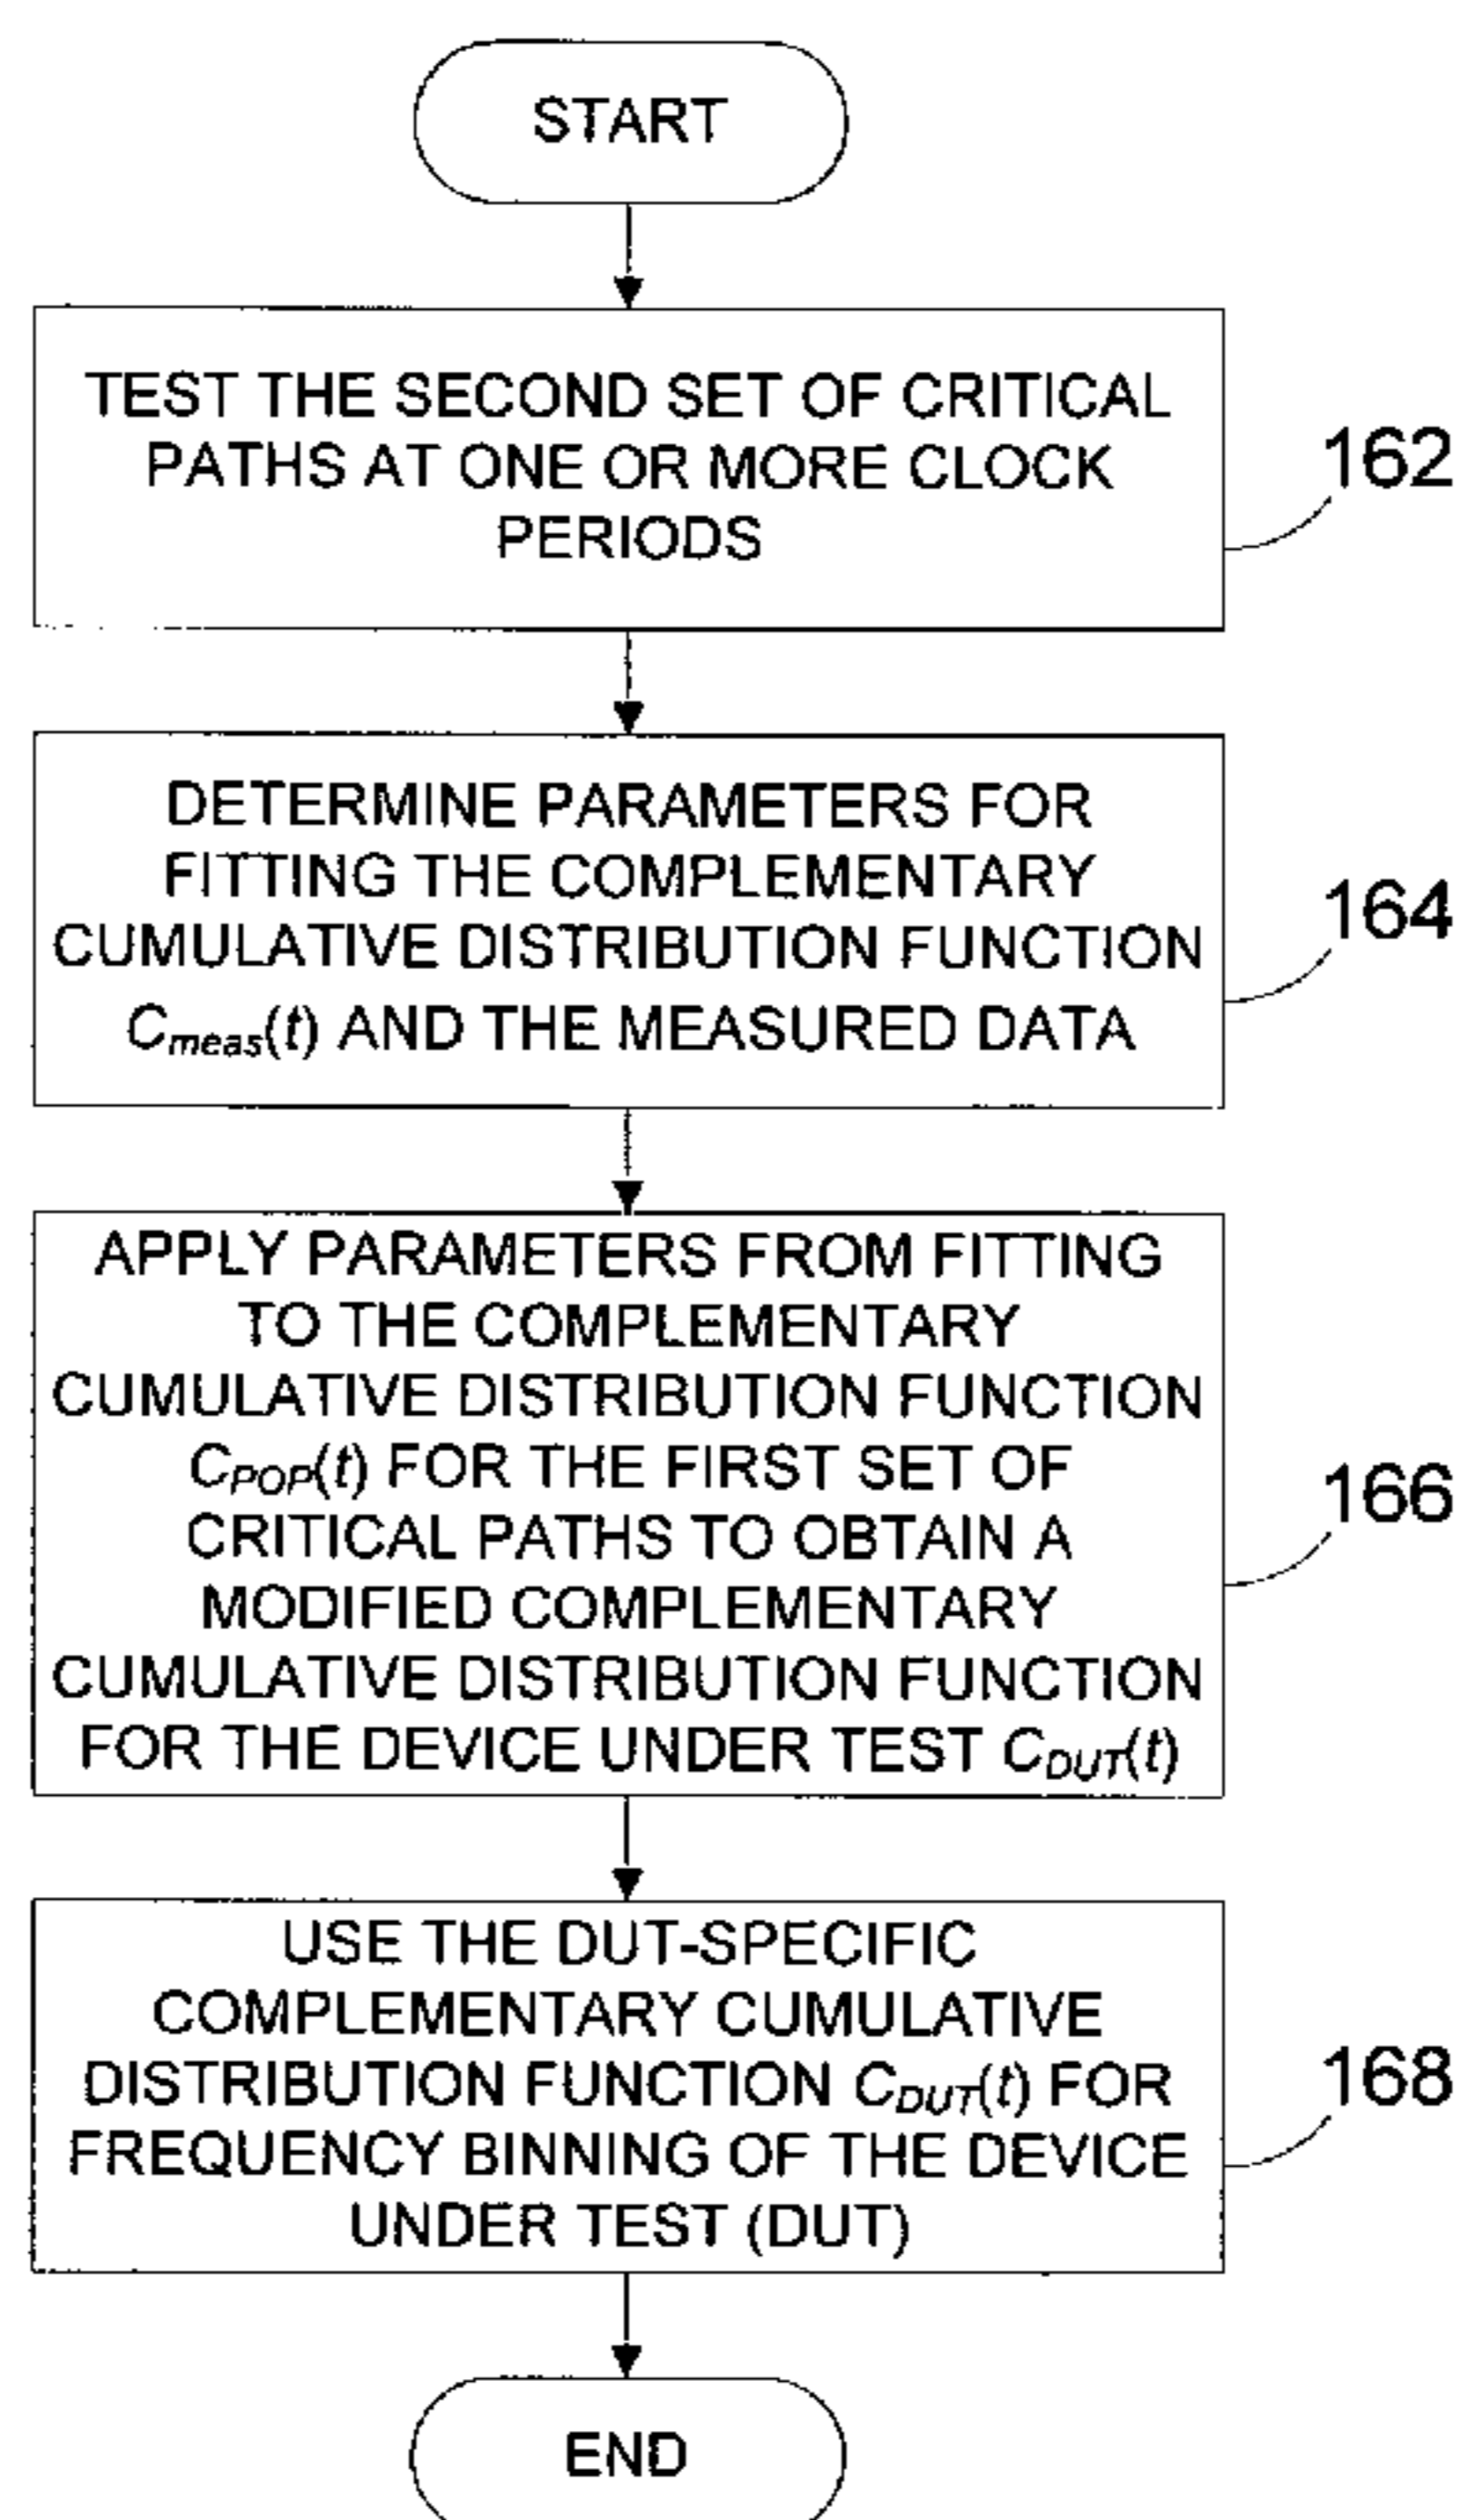 START
TEST THE SECOND SET OF CRITICAL
PATHS AT ONE OR MORE CLOCK
PERIODS
162
DETERMINE PARAMETERS FOR
FITTING THE COMPLEMENTARY
CUMULATIVE DISTRIBUTION FUNCTION
Cmeas(t) AND THE MEASURED DATA
164
APPLY PARAMETERS FROM FITTING
TO THE COMPLEMENTARY
CUMULATIVE DISTRIBUTION FUNCTION
CPOP(t) FOR THE FIRST SET OF
CRITICAL PATHS TO OBTAIN A
MODIFIED COMPLEMENTARY
CUMULATIVE DISTRIBUTION FUNCTION
FOR THE DEVICE UNDER TEST CDUT(t)
166
USE THE DUT-SPECIFIC
COMPLEMENTARY CUMULATIVE
DISTRIBUTION FUNCTION CDUT(t) FOR
FREQUENCY BINNING OF THE DEVICE
UNDER TEST (DUT)
168
END